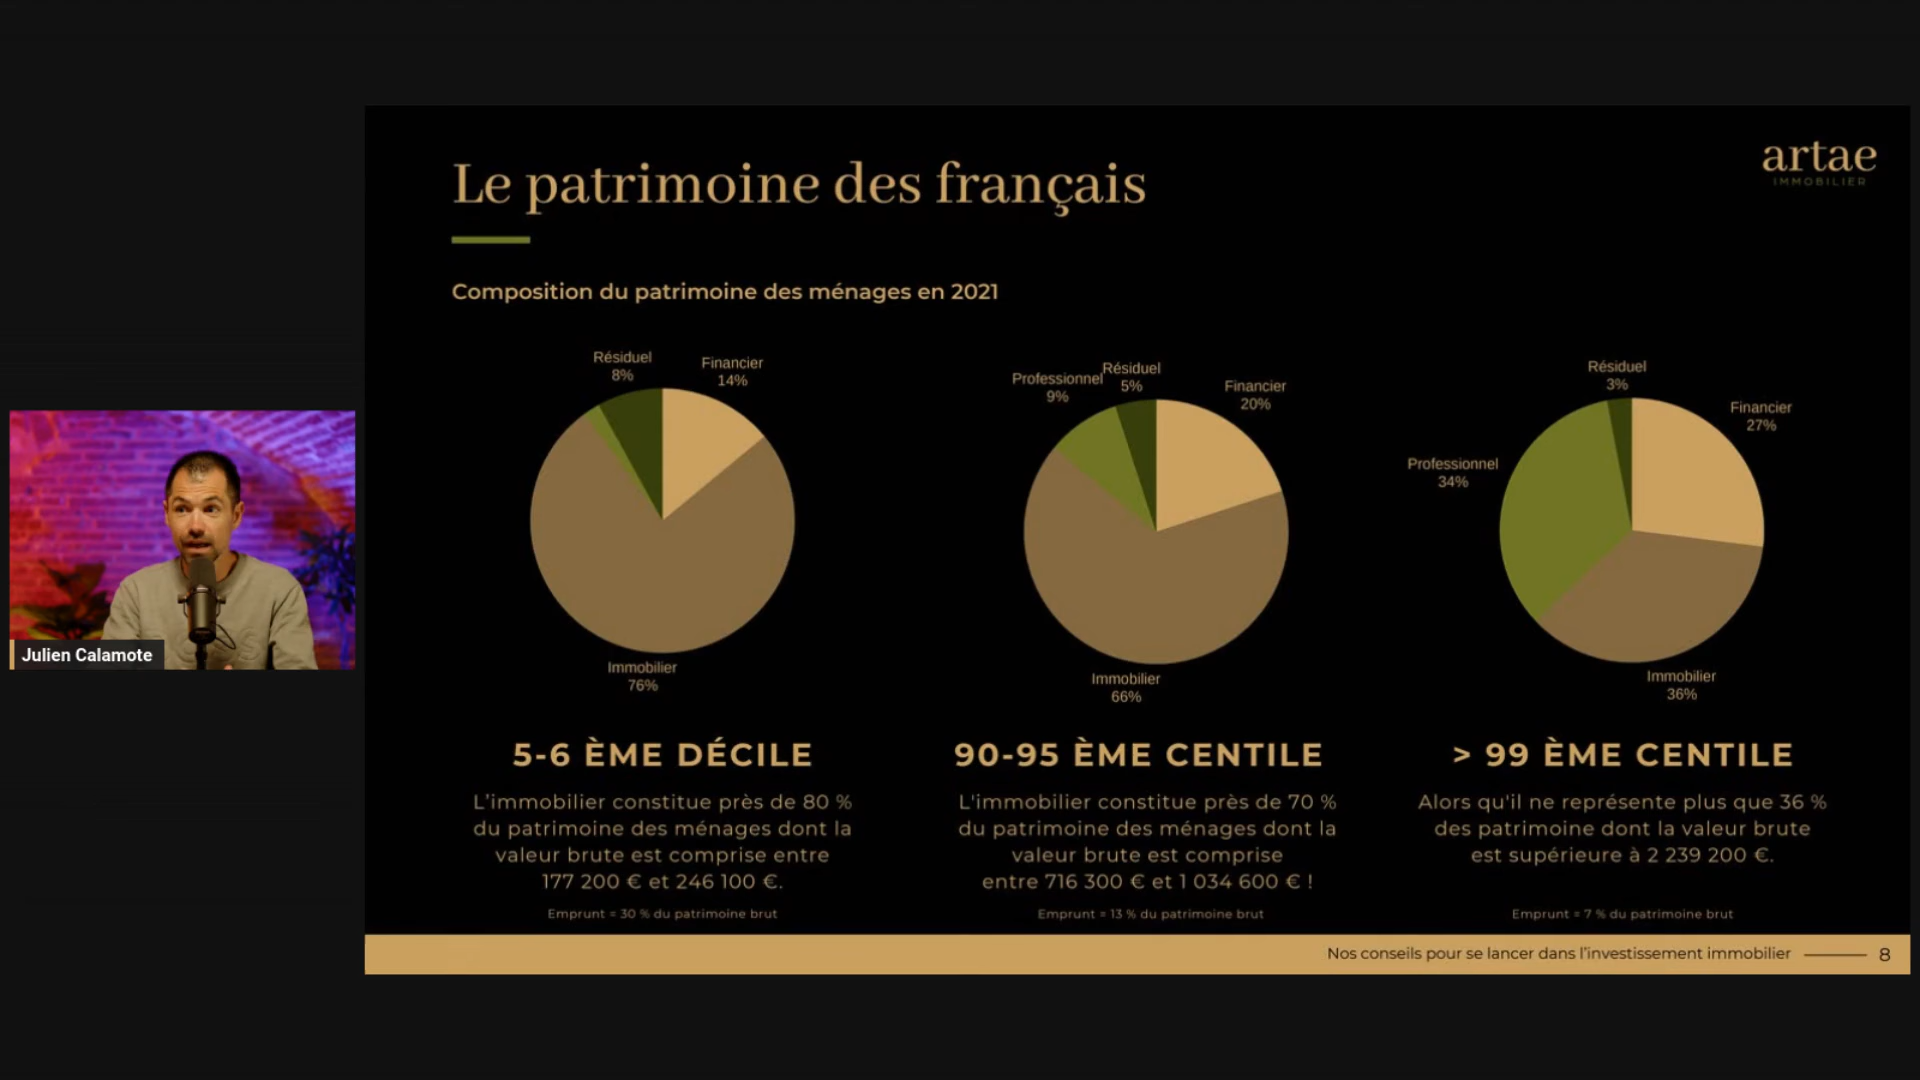 artae
IMMOBILIER
Le patrimoine des français
Composition du patrimoine des ménages en 2021
Résiduel
8%
Financier
14%
Immobilier
76%
Professionnel
9%
Résiduel
5%
Financier
20%
Immobilier
66%
Résiduel
3%
Financier
27%
Professionnel
34%
Immobilier
36%
5-6 ÈME DÉCILE
L'immobilier constitue près de 80 %
du patrimoine des ménages dont la
valeur brute est comprise entre
177 200 € et 246 100 €.
Emprunt = 30 % du patrimoine brut
90-95 ÈME CENTILE
L'immobilier constitue près de 70 %
du patrimoine des ménages dont la
valeur brute est comprise
entre 716 300 € et 1 034 600 € !
Emprunt = 13 % du patrimoine brut
> 99 ÈME CENTILE
Alors qu'il ne représente plus que 36 %
des patrimoine dont la valeur brute
est supérieure à 2 239 200 €.
Emprunt = 7 % du patrimoine brut
Julien Calamote
Nos conseils pour se lancer dans l'investissement immobilier 8